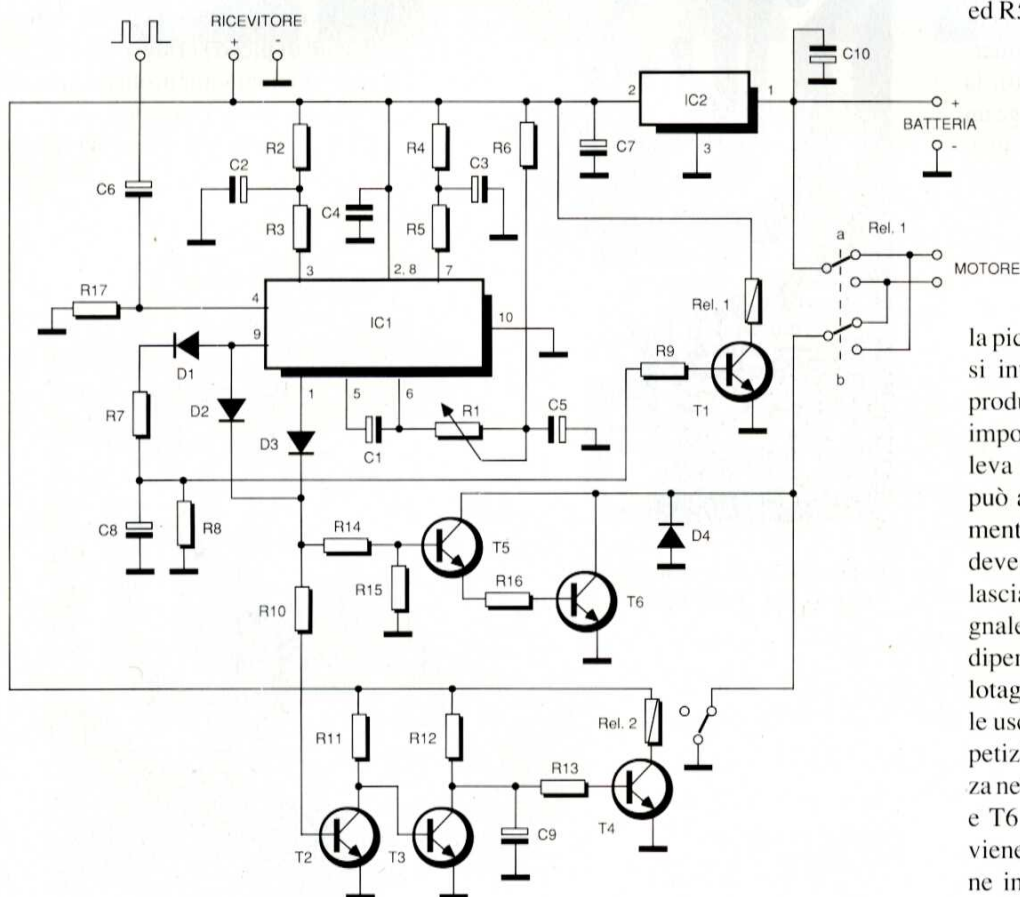 RICEVITORE
+ -
ed R5
C10
2 IC2 1
+
BATTERIA
-
3
R2 R4 R6 C7
C2 C3
C6
R3 C4 R5
a Rel. 1
MOTORE
b
3 2, 8 7
R17 4 IC1 10
9
Rel. 1
R9
T1
D1
1 5 6
R7 D2 D3 C1 R1 C5
C8 R8
R14 T5 D4
R15 R16 T6
R10
R11 R12 Rel. 2
R13
T2 T3 C9 T4
la pic
si in
produ
impo
leva
può a
ment
deve
lascia
gnale
dipen
lotag
le usc
petiz
za ne
e T6
viene
ne in